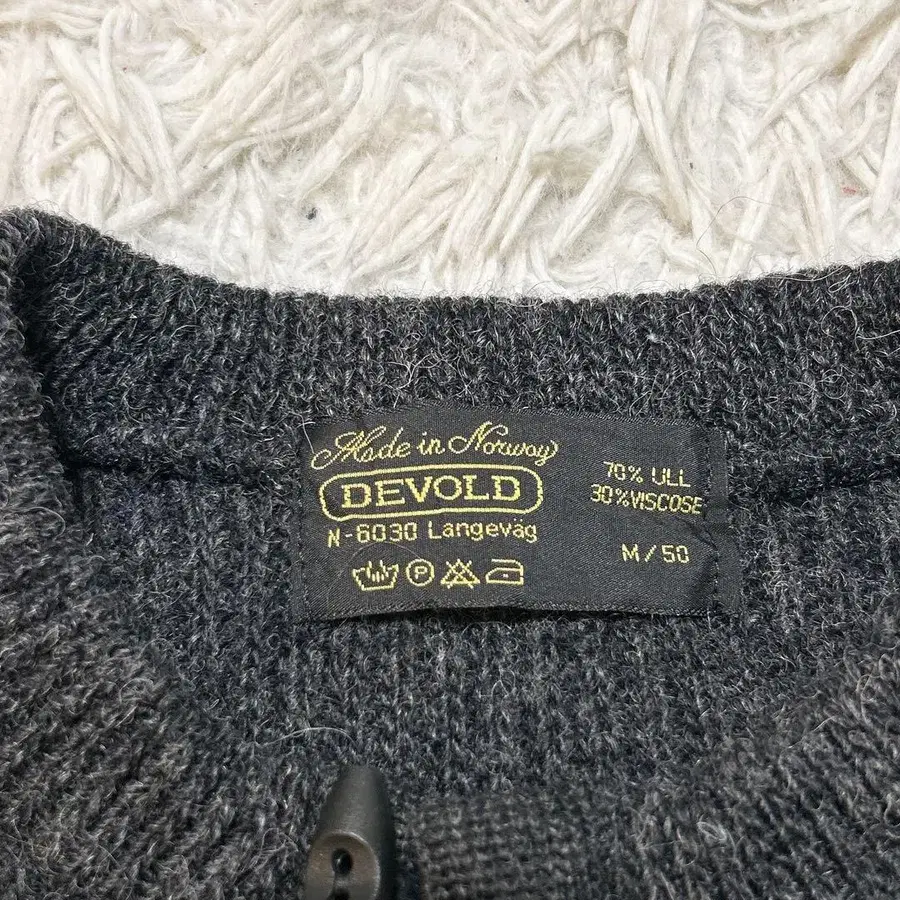 Made in Norway
DEVOLD
N-6030 Langevåg
P
70% ULL
30%VISCOSE
M/50